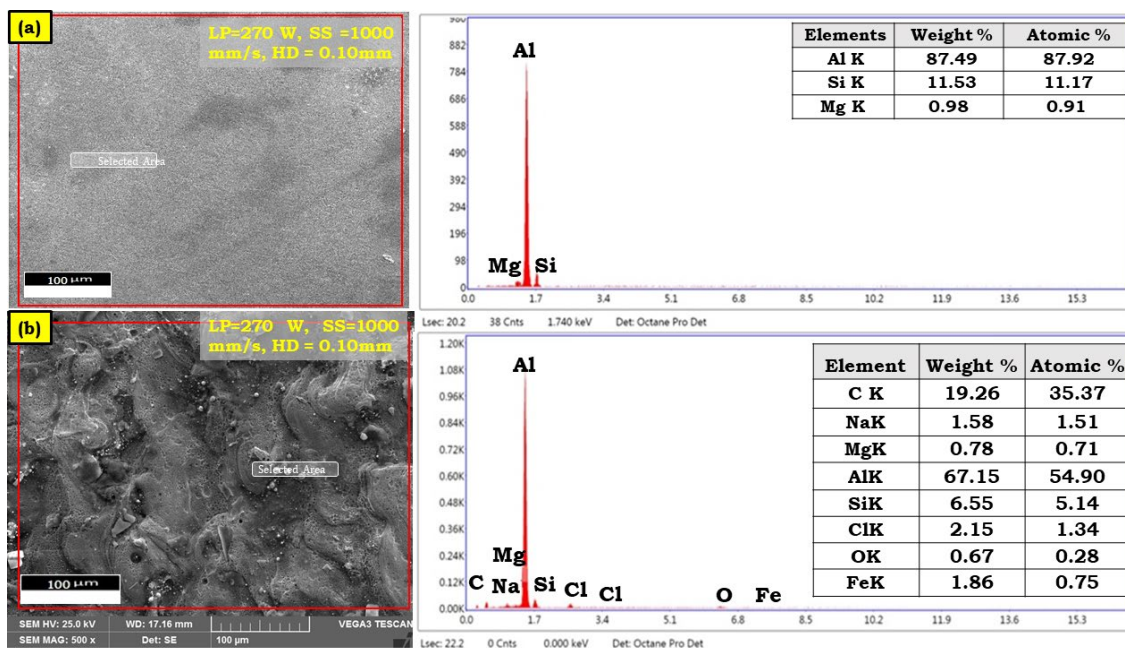 (a)
LP=270 W, SS =1000
mm/s, HD = 0.10mm
Selected Area
100 µm
882
784
686
588
490
392
294
196
98
0
0.0 1.7 3.4 5.1 6.8 8.5 10.2 11.9 13.6 15.3
Al
Mg Si
Elements Weight % Atomic %
Al K 87.49 87.92
Si K 11.53 11.17
Mg K 0.98 0.91
Lsec: 20.2 38 Cnts 1.740 keV Det: Octane Pro Det
(b)
LP=270 W, SS=1000
mm/s, HD = 0.10mm
Selected Area
100 µm
SEM HV: 25.0 kV WD: 17.16 mm VEGA3 TESCAN
SEM MAG: 500 x Det: SE 100 µm
1.20K
1.08K
0.96K
0.84K
0.72K
0.60K
0.48K
0.36K
0.24K
0.12K
0.00K
0.0 1.7 3.4 5.1 6.8 8.5 10.2 11.9 13.6 15.3
Al
Mg
C Na Si Cl Cl O Fe
Element Weight % Atomic %
C K 19.26 35.37
NaK 1.58 1.51
MgK 0.78 0.71
AlK 67.15 54.90
SiK 6.55 5.14
ClK 2.15 1.34
OK 0.67 0.28
FeK 1.86 0.75
Lsec: 22.2 0 Cnts 0.000 keV Det: Octane Pro Det